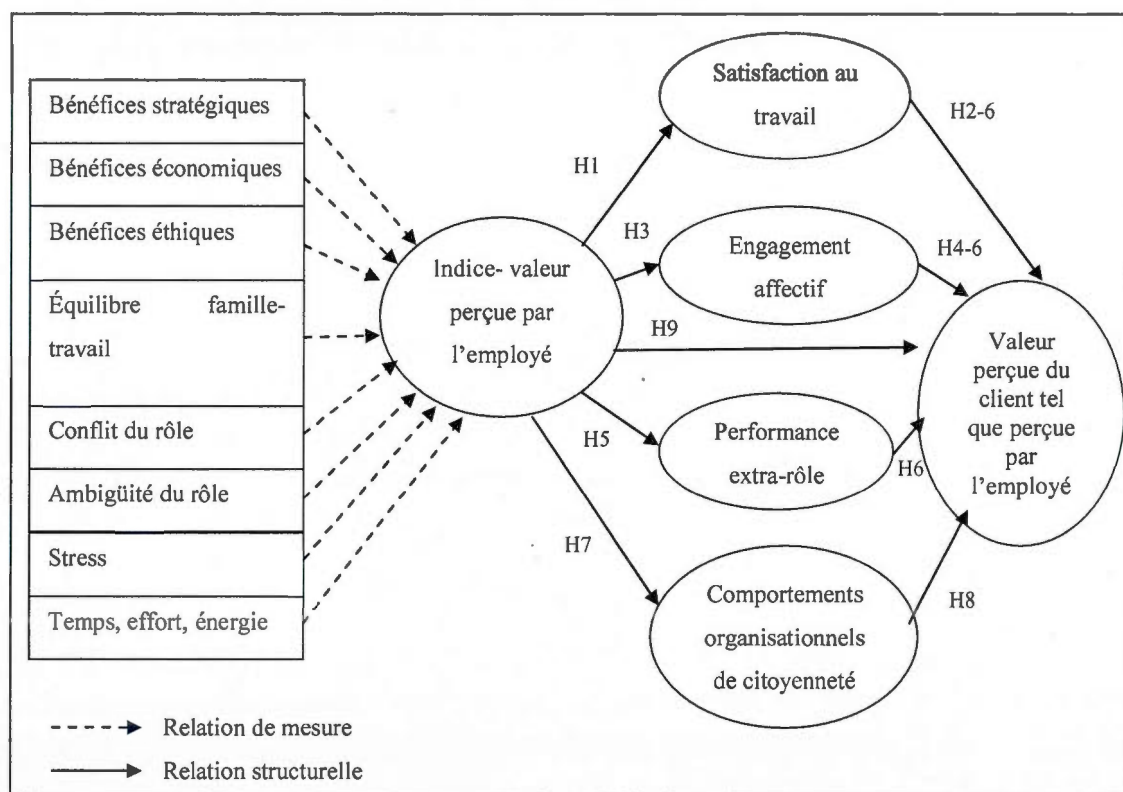 Bénéfices stratégiques
Bénéfices économiques
Bénéfices éthiques
Équilibre famille-
travail
Conflit du rôle
Ambigüité du rôle
Stress
Temps, effort, énergie
Indice- valeur
perçue par
l'employé
H1
H3
H9
H5
H7
Satisfaction au
travail
Engagement
affectif
Performance
extra-rôle
Comportements
organisationnels
de citoyenneté
H2-6
H4-6
H6
H8
Valeur
perçue du
client tel
que perçue
par
l'employé
Relation de mesure
Relation structurelle